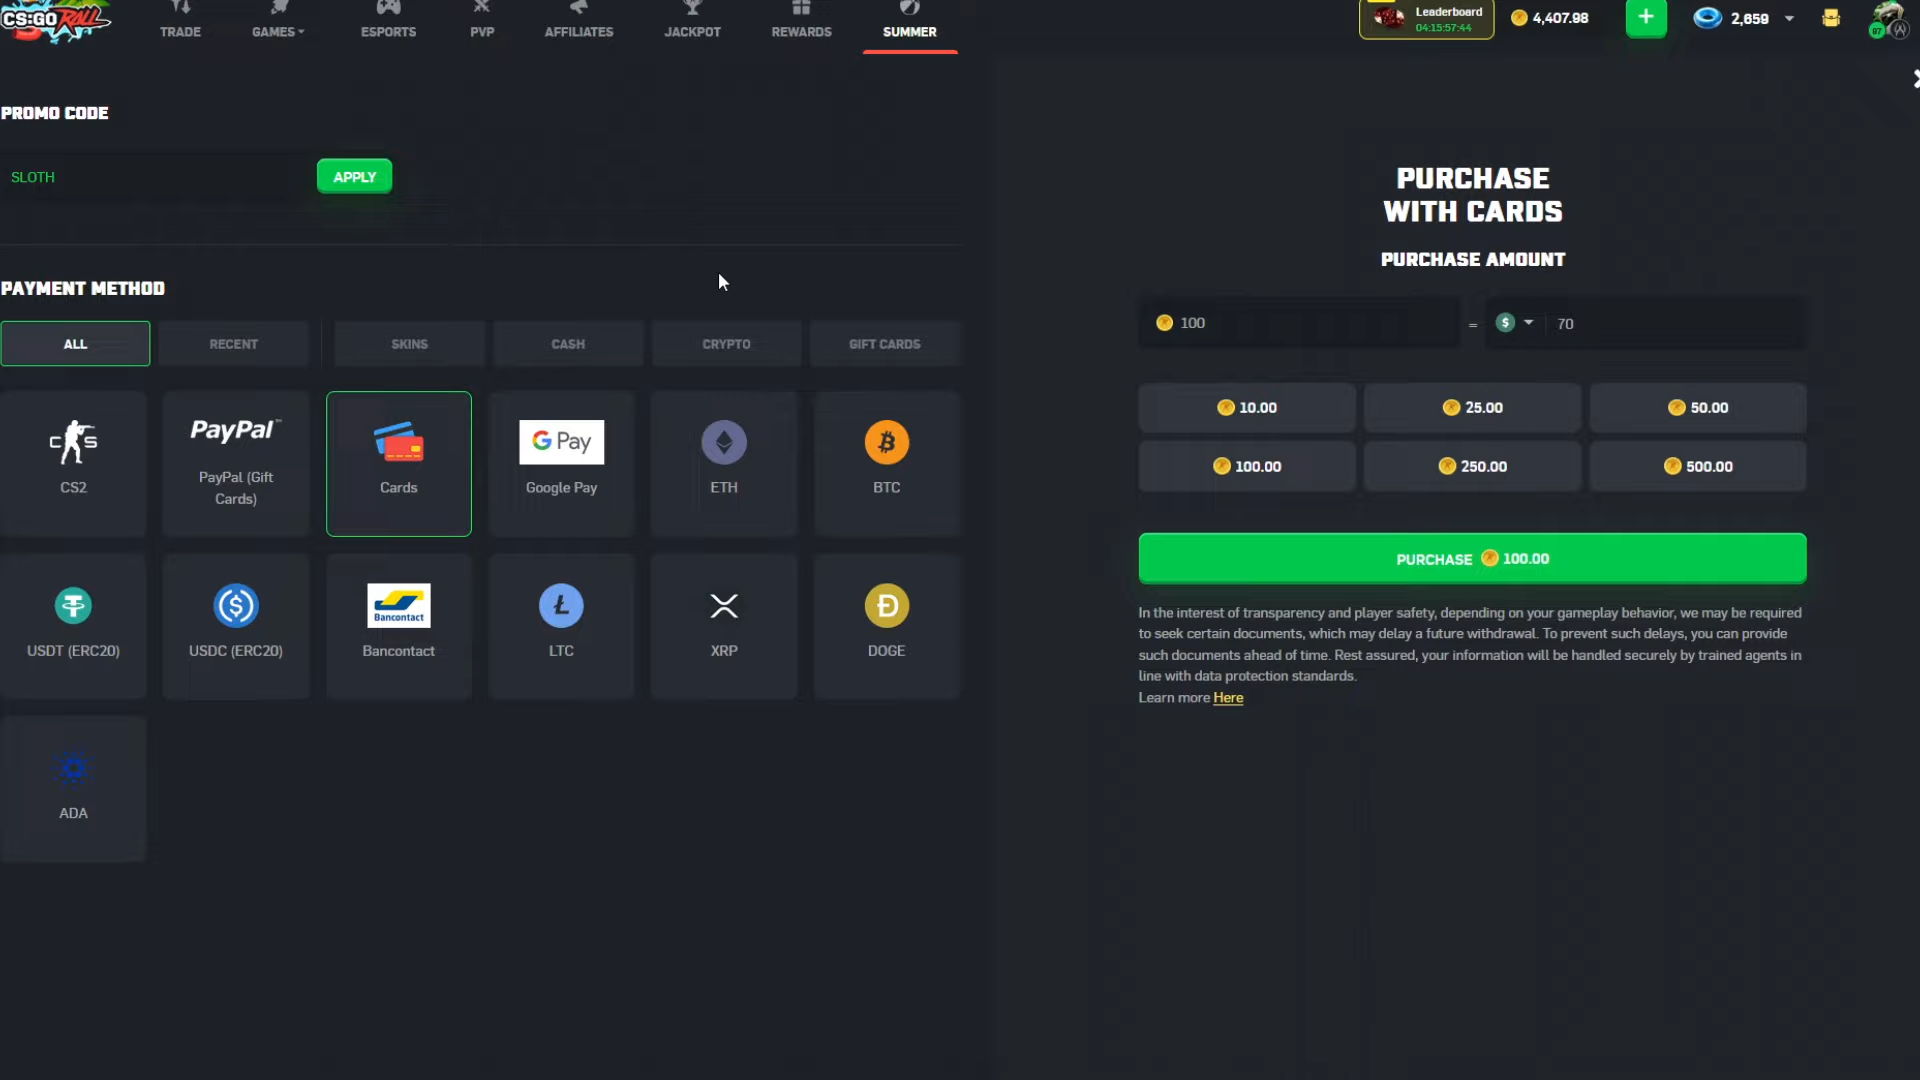 CS:GO ROLL
TRADE
GAMES
ESPORTS
PVP
AFFILIATES
JACKPOT
REWARDS
SUMMER
Leaderboard
04:15:57:44
4,407.98
+
2,659
87
PROMO CODE
SLOTH
APPLY
PAYMENT METHOD
ALL
RECENT
SKINS
CASH
CRYPTO
GIFT CARDS
CS
CS2
PayPal™
PayPal (Gift
Cards)
Cards
G Pay
Google Pay
ETH
BTC
USDT (ERC20)
USDC (ERC20)
Bancontact
Bancontact
LTC
XRP
DOGE
ADA
PURCHASE
WITH CARDS
PURCHASE AMOUNT
100 = $ 70
10.00
25.00
50.00
100.00
250.00
500.00
PURCHASE 100.00
In the interest of transparency and player safety, depending on your gameplay behavior, we may be required
to seek certain documents, which may delay a future withdrawal. To prevent such delays, you can provide
such documents ahead of time. Rest assured, your information will be handled securely by trained agents in
line with data protection standards.
Learn more Here